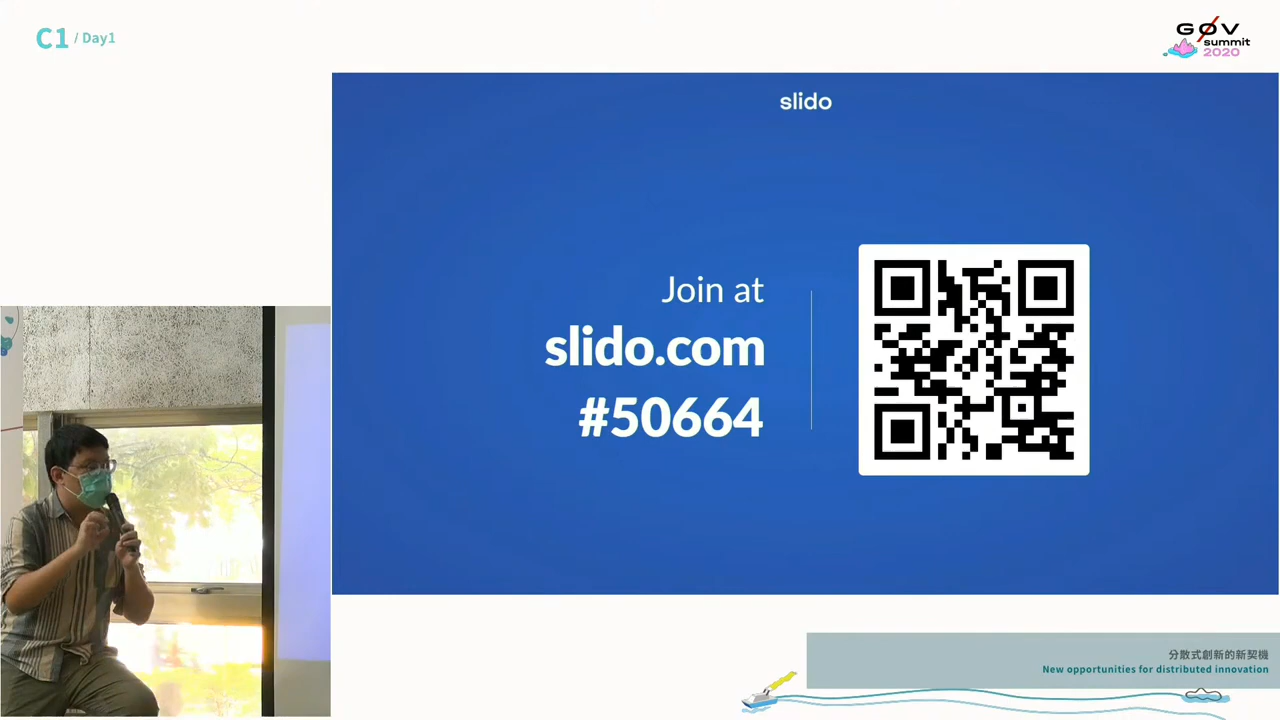 C1 / Day1
GØV
summit
2020
slido
Join at
slido.com
#50664
分散式創新的新契機
New opportunities for distributed innovation